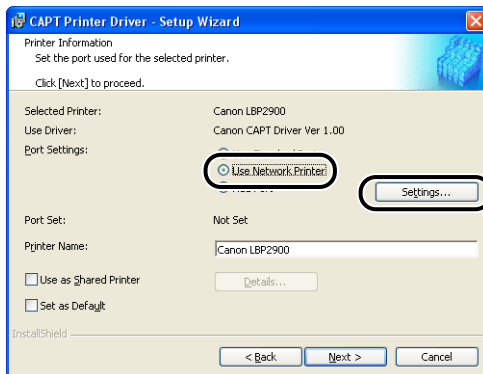 CAPT Printer Driver - Setup Wizard
Printer Information
Set the port used for the selected printer.
Click [Next] to proceed.
Selected Printer: Canon LBP2900
Use Driver: Canon CAPT Driver Ver 1.00
Port Settings:
Use Network Printer
Settings...
Port Set: Not Set
Printer Name: Canon LBP2900
Use as Shared Printer Details...
Set as Default
InstallShield
< Back Next > Cancel